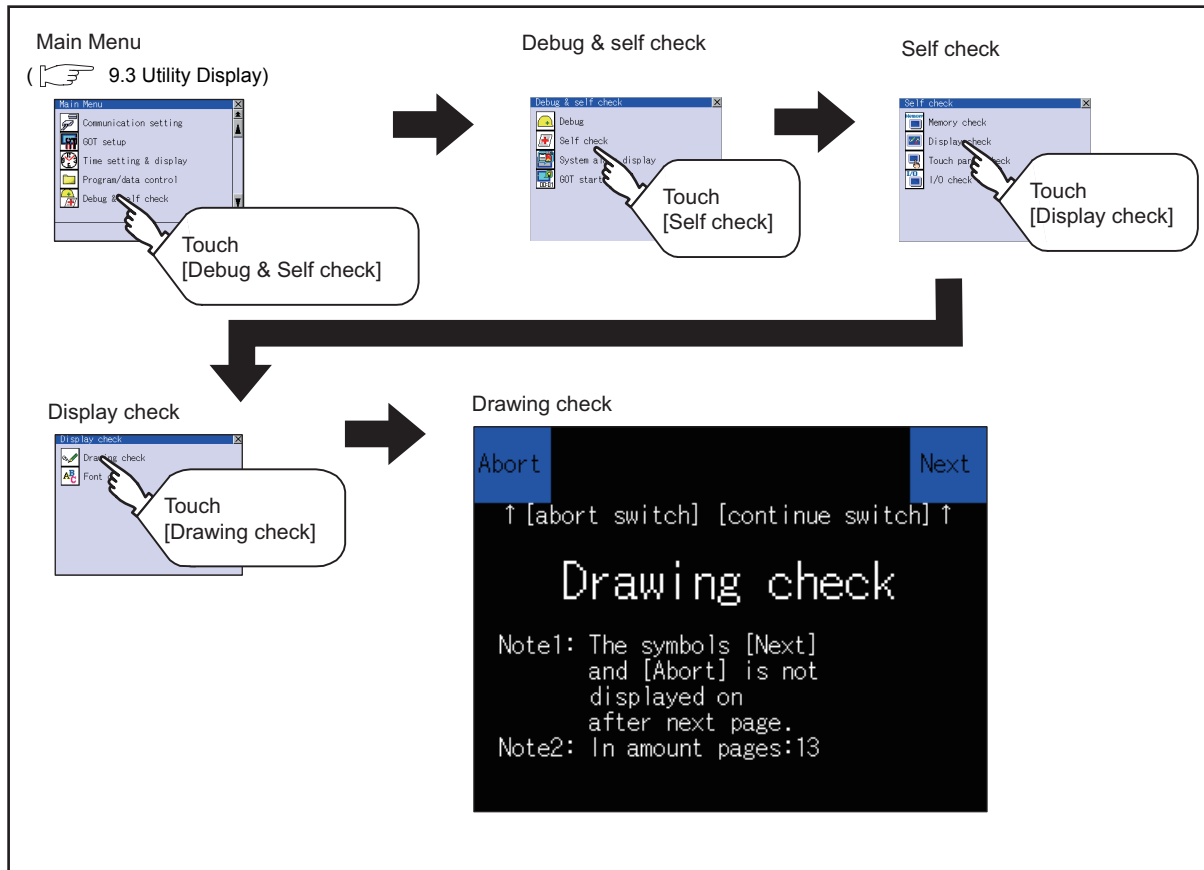 Main Menu
( 9.3 Utility Display)
Main Menu
Communication setting
GOT setup
Time setting & display
Program/data control
Debug & self check
Touch
[Debug & Self check]
Debug & self check
Debug & self check
Debug
Self check
System display
GOT start
Touch
[Self check]
Self check
Self check
Memory check
Display check
Touch check
I/O check
Touch
[Display check]
Display check
Display check
Drawing check
Font
Touch
[Drawing check]
Drawing check
Abort
Next
↑[abort switch] [continue switch]↑
Drawing check
Note1: The symbols [Next]
and [Abort] is not
displayed on
after next page.
Note2: In amount pages:13